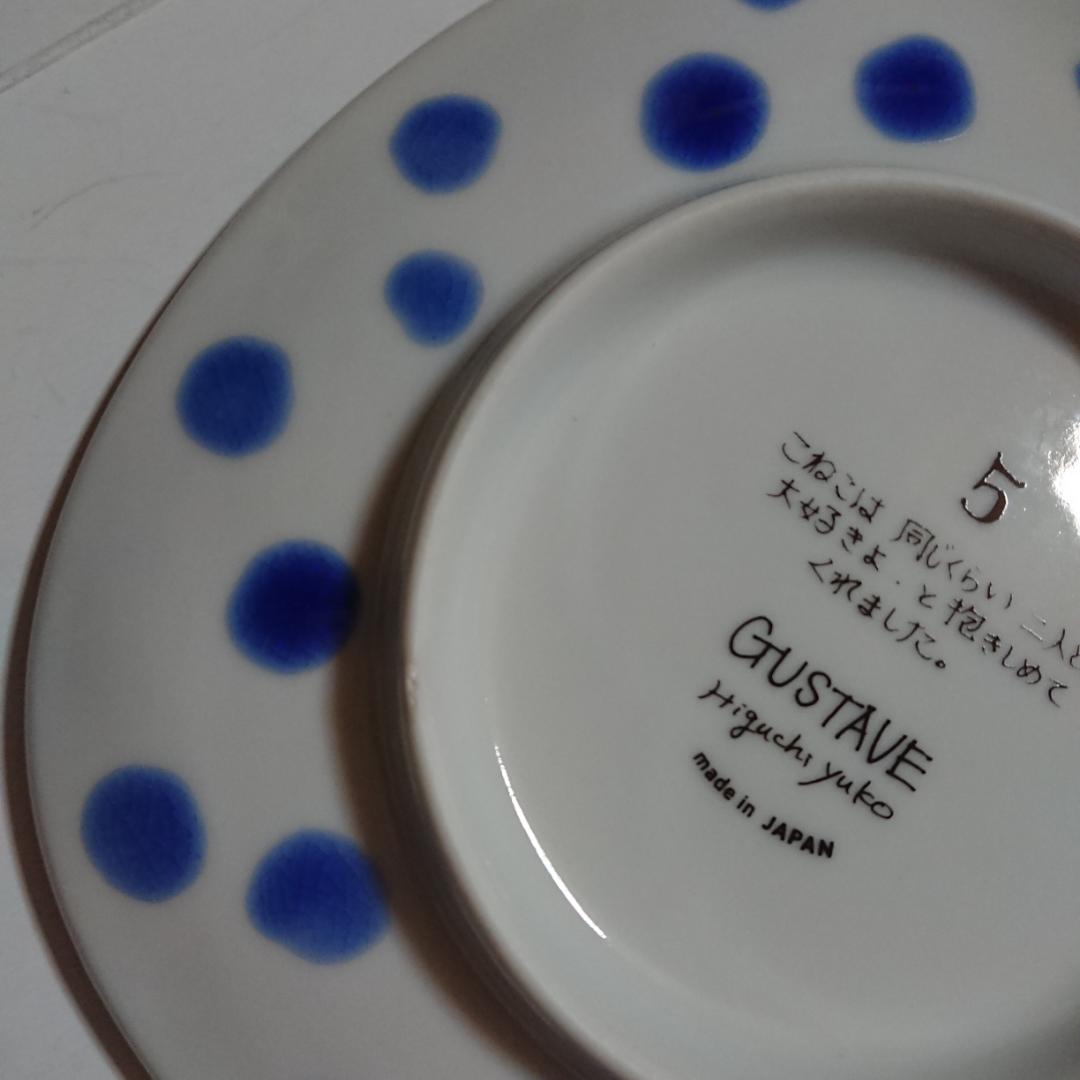 5
こねこは 同じくらい 二人と
大好きよ.と 抱きしめて
くれました。
GUSTAVE
Higuchi yuko
made in JAPAN